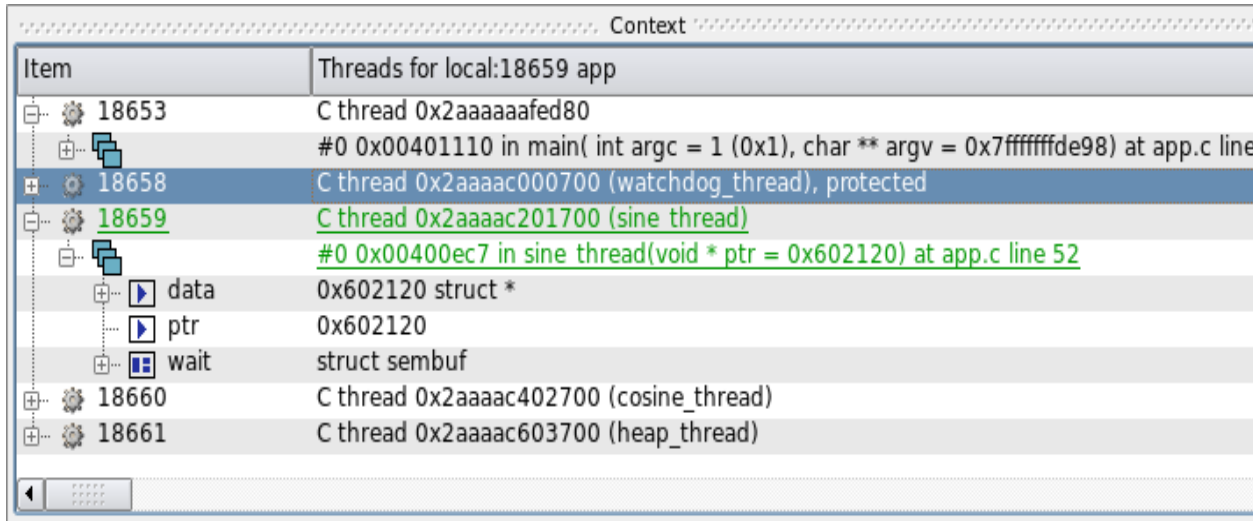 Context
Item Threads for local:18659 app
18653 C thread 0x2aaaaaafed80
#0 0x00401110 in main( int argc = 1 (0x1), char ** argv = 0x7fffffffde98) at app.c line
18658 C thread 0x2aaaac000700 (watchdog_thread), protected
18659 C thread 0x2aaaac201700 (sine_thread)
#0 0x00400ec7 in sine_thread(void * ptr = 0x602120) at app.c line 52
data 0x602120 struct *
ptr 0x602120
wait struct sembuf
18660 C thread 0x2aaaac402700 (cosine_thread)
18661 C thread 0x2aaaac603700 (heap_thread)